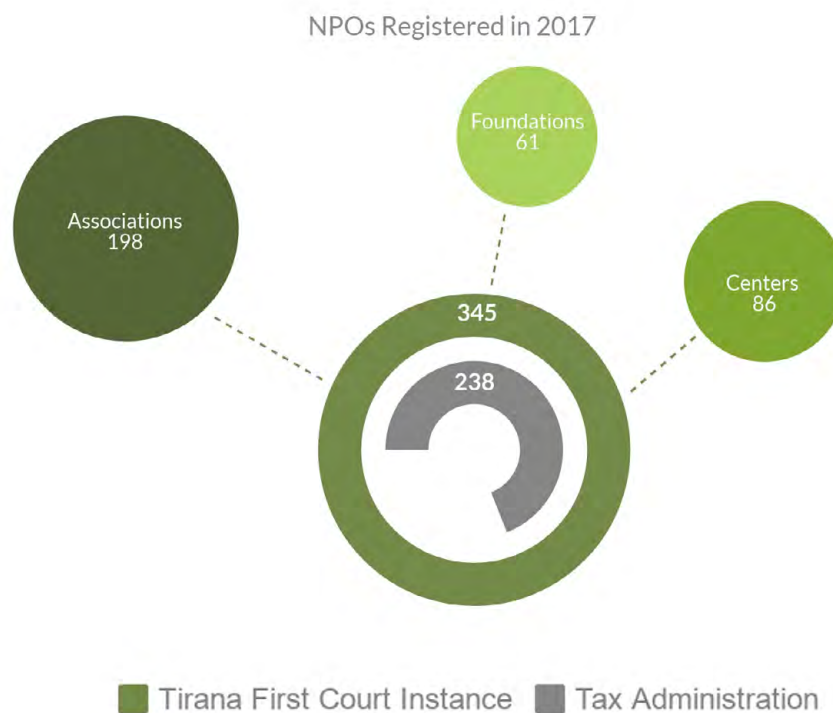 NPOs Registered in 2017
Foundations
61
Associations
198
Centers
86
345
238
Tirana First Court Instance
Tax Administration